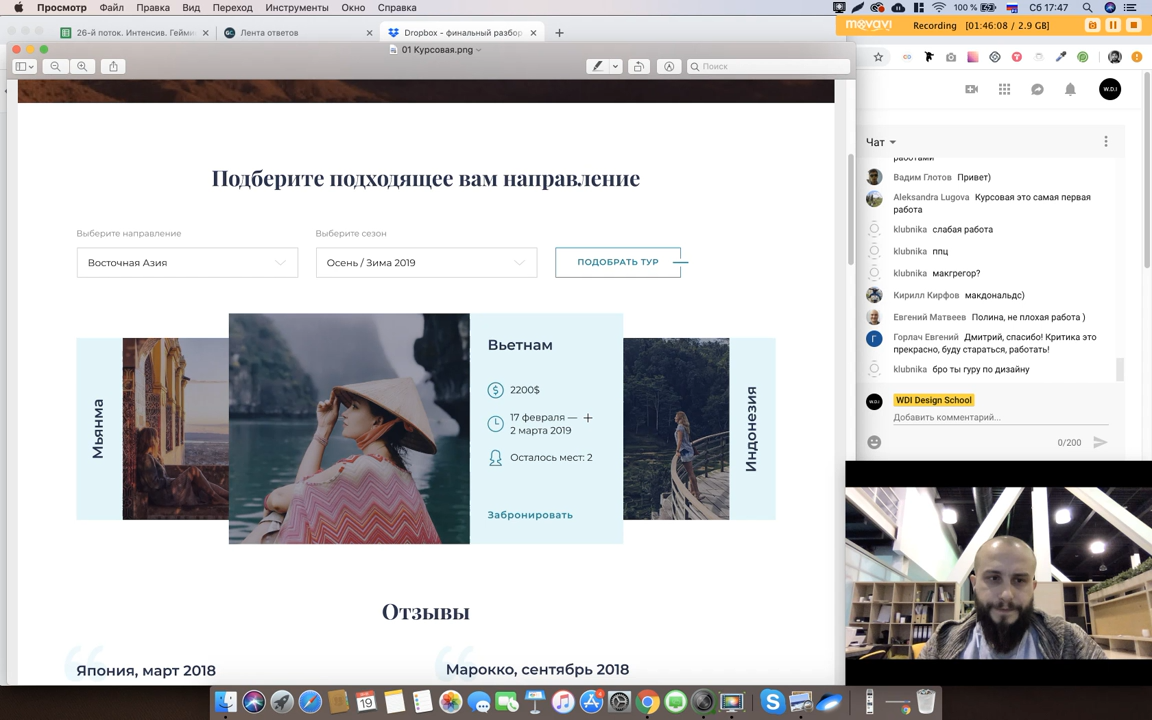 Просмотр Файл Правка Вид Переход Инструменты Окно Справка 100 % Сб 17:47
movavi Recording [01:46:08 / 2.9 GB]
26-й поток. Интенсив. Гейми
GC Лента ответов
Dropbox - финальный разбор
01 Курсовая.png
Поиск
Подберите подходящее вам направление
Выберите направление
Выберите сезон
Восточная Азия
Осень / Зима 2019
ПОДОБРАТЬ ТУР
Мьянма
Вьетнам
2200$
17 февраля —
2 марта 2019
Осталось мест: 2
Забронировать
Индонезия
Отзывы
Япония, март 2018
Марокко, сентябрь 2018
W.D.I
Чат
работами
Вадим Глотов Привет)
Aleksandra Lugova Курсовая это самая первая
работа
klubnika слабая работа
klubnika ппц
klubnika макгрегор?
Кирилл Кирфов макдональдс)
Евгений Матвеев Полина, не плохая работа )
Г Горлач Евгений Дмитрий, спасибо! Критика это
прекрасно, буду стараться, работать!
klubnika бро ты гуру по дизайну
WDI Design School
Добавить комментарий...
0/200
19